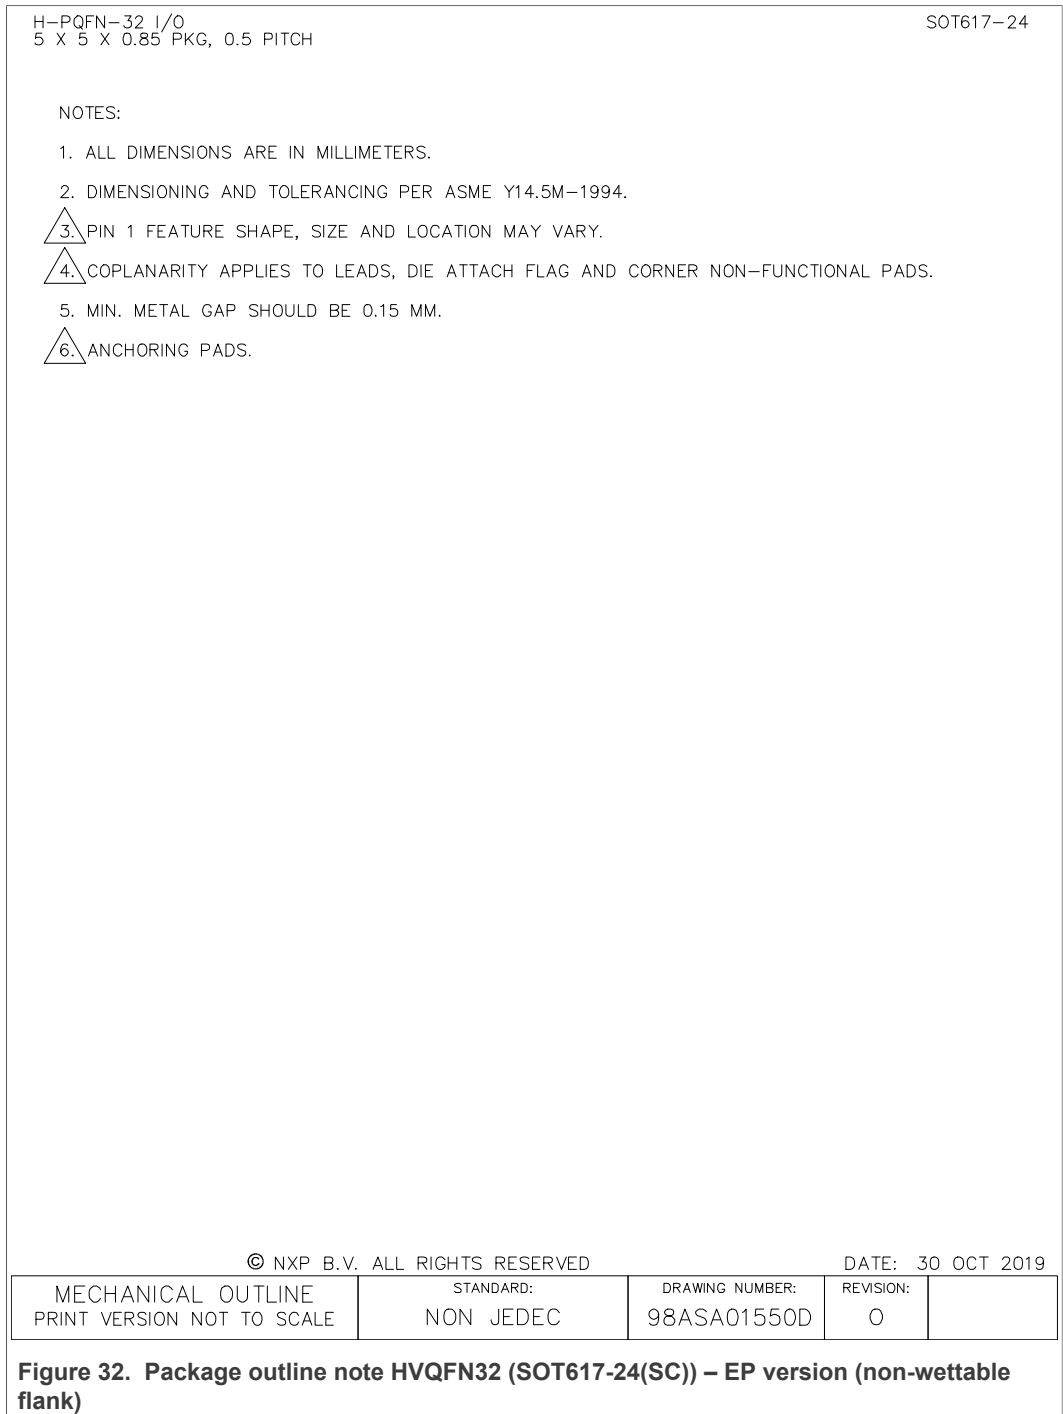 H-PQFN-32 I/O
5 X 5 X 0.85 PKG, 0.5 PITCH
SOT617-24
NOTES:
1. ALL DIMENSIONS ARE IN MILLIMETERS.
2. DIMENSIONING AND TOLERANCING PER ASME Y14.5M-1994.
3. PIN 1 FEATURE SHAPE, SIZE AND LOCATION MAY VARY.
4. COPLANARITY APPLIES TO LEADS, DIE ATTACH FLAG AND CORNER NON-FUNCTIONAL PADS.
5. MIN. METAL GAP SHOULD BE 0.15 MM.
6. ANCHORING PADS.
© NXP B.V. ALL RIGHTS RESERVED
DATE: 30 OCT 2019
MECHANICAL OUTLINE
PRINT VERSION NOT TO SCALE
STANDARD:
NON JEDEC
DRAWING NUMBER:
98ASA01550D
REVISION:
O
Figure 32. Package outline note HVQFN32 (SOT617-24(SC)) – EP version (non-wettable
flank)